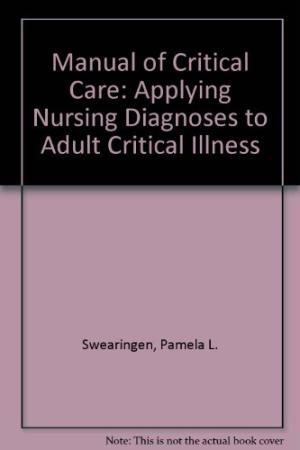 Manual of Critical
Care: Applying
Nursing Diagnoses to
Adult Critical Illness
Swearingen, Pamela L.
Note: This is not the actual book cover